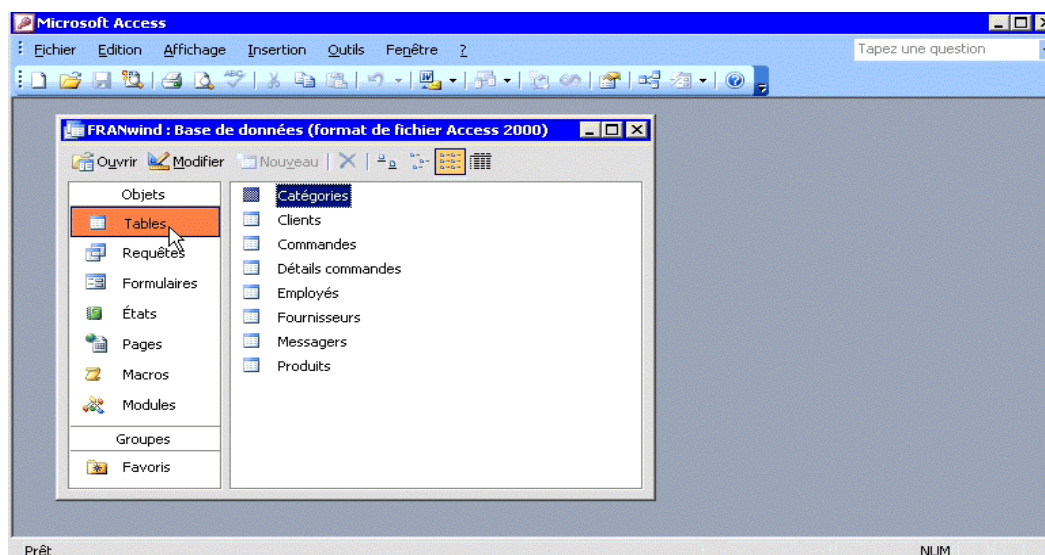 Microsoft Access
Fichier Edition Affichage Insertion Outils Fenêtre ? Tapez une question
FRANwind : Base de données (format de fichier Access 2000)
Ouvrir Modifier Nouveau
Objets
Tables
Requêtes
Formulaires
États
Pages
Macros
Modules
Groupes
Favoris
Catégories
Clients
Commandes
Détails commandes
Employés
Fournisseurs
Messagers
Produits
Prêt NUM